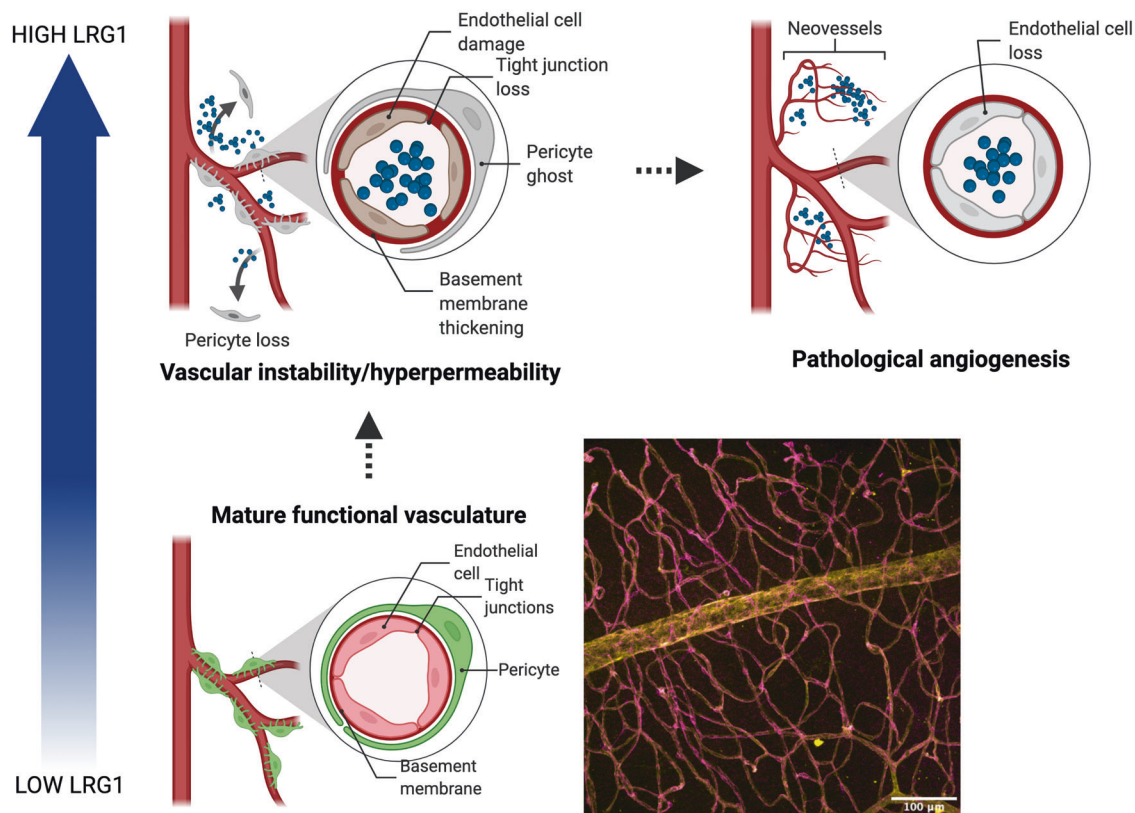 HIGH LRG1
Endothelial cell
damage
Tight junction
loss
Pericyte
ghost
Basement
membrane
thickening
Pericyte loss
Vascular instability/hyperpermeability
Neovessels
Endothelial cell
loss
Pathological angiogenesis
Mature functional vasculature
Endothelial
cell
Tight
junctions
Pericyte
Basement
membrane
LOW LRG1
100 µm